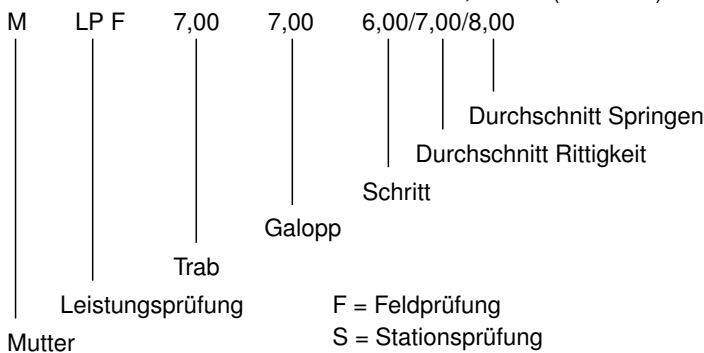 M LP F 7,00 7,00 6,00/7,00/8,00
Durchschnitt Springen
Durchschnitt Rittigkeit
Schritt
Galopp
Trab
Leistungsprüfung F = Feldprüfung
Mutter S = Stationsprüfung